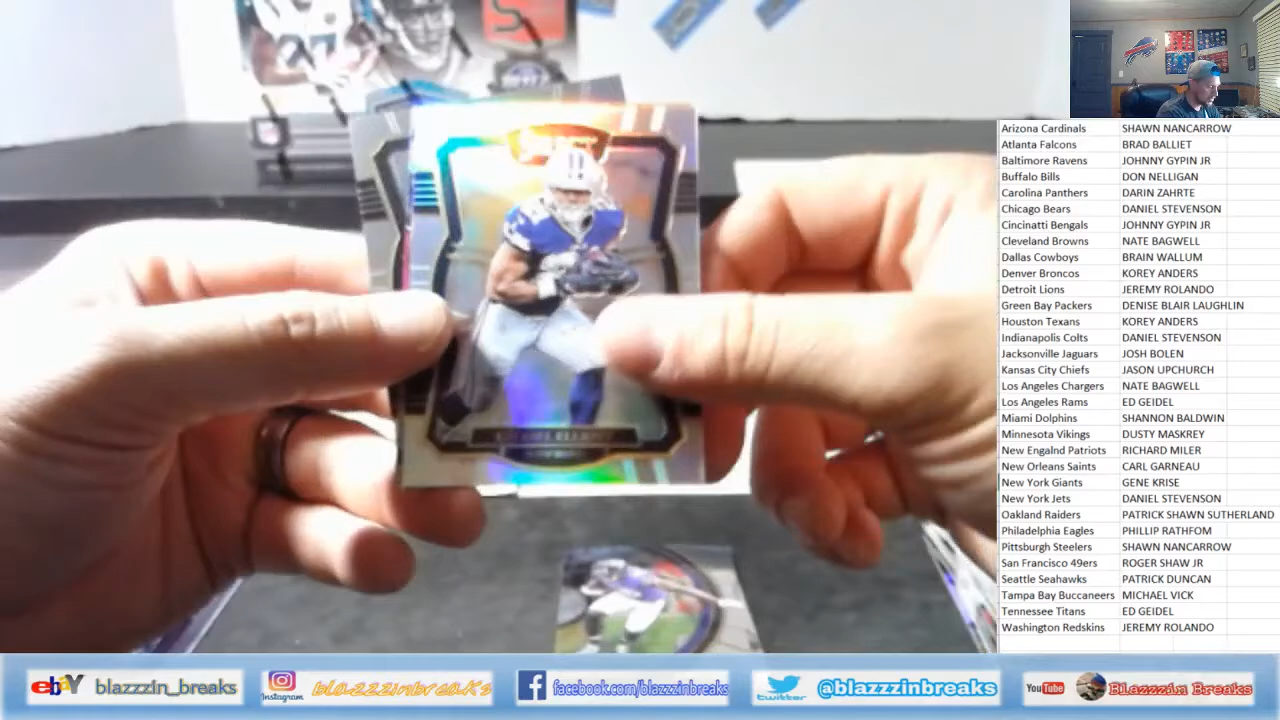 Arizona Cardinals SHAWN NANCARROW
Atlanta Falcons BRAD BALLIET
Baltimore Ravens JOHNNY GYPIN JR
Buffalo Bills DON NELLIGAN
Carolina Panthers DARIN ZAHRTE
Chicago Bears DANIEL STEVENSON
Cincinatti Bengals JOHNNY GYPIN JR
Cleveland Browns NATE BAGWELL
Dallas Cowboys BRAIN WALLUM
Denver Broncos KOREY ANDERS
Detroit Lions JEREMY ROLANDO
Green Bay Packers DENISE BLAIR LAUGHLIN
Houston Texans KOREY ANDERS
Indianapolis Colts DANIEL STEVENSON
Jacksonville Jaguars JOSH BOLEN
Kansas City Chiefs JASON UPCHURCH
Los Angeles Chargers NATE BAGWELL
Los Angeles Rams ED GEIDEL
Miami Dolphins SHANNON BALDWIN
Minnesota Vikings DUSTY MASKREY
New Engalnd Patriots RICHARD MILER
New Orleans Saints CARL GARNEAU
New York Giants GENE KRISE
New York Jets DANIEL STEVENSON
Oakland Raiders PATRICK SHAWN SUTHERLAND
Philadelphia Eagles PHILLIP RATHFOM
Pittsburgh Steelers SHAWN NANCARROW
San Francisco 49ers ROGER SHAW JR
Seattle Seahawks PATRICK DUNCAN
Tampa Bay Buccaneers MICHAEL VICK
Tennessee Titans ED GEIDEL
Washington Redskins JEREMY ROLANDO
ebay blazzzin_breaks
Instagram blazzzinbreaks
facebook.com/blazzzinbreaks
twitter @blazzzinbreaks
YouTube Blazzzin Breaks